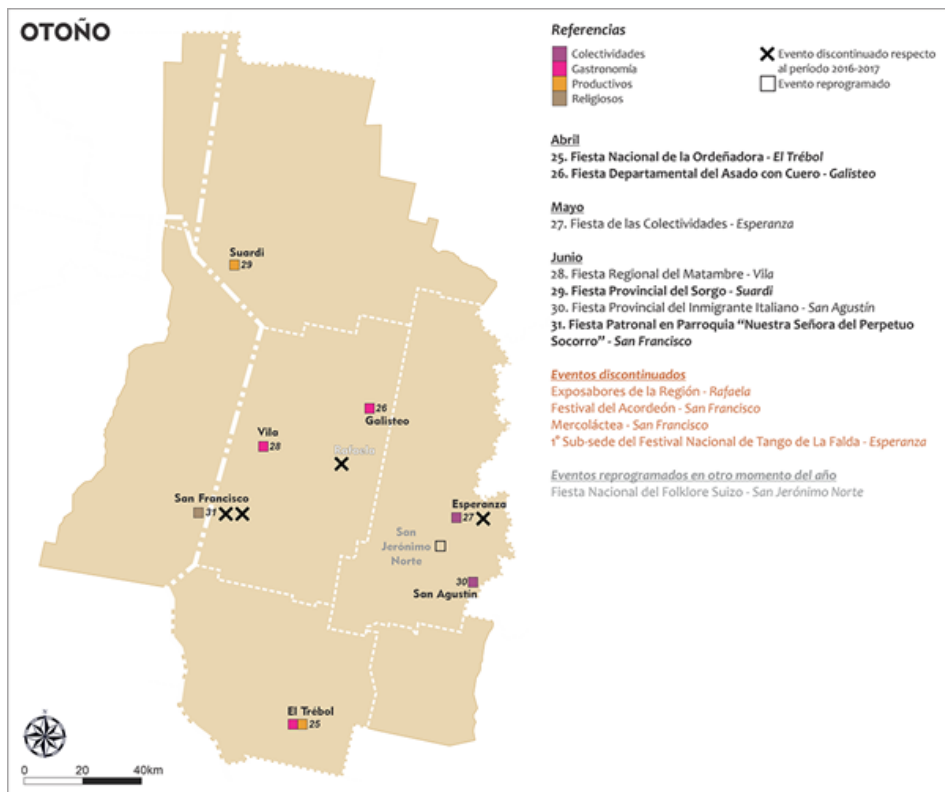 OTOÑO
Referencias
Colectividades
Gastronomía
Productivos
Religiosos
Evento discontinuado respecto
al período 2016-2017
Evento reprogramado
Abril
25. Fiesta Nacional de la Ordeñadora - El Trébol
26. Fiesta Departamental del Asado con Cuero - Galisteo
Mayo
27. Fiesta de las Colectividades - Esperanza
Junio
28. Fiesta Regional del Matambre - Vila
29. Fiesta Provincial del Sorgo - Suardi
30. Fiesta Provincial del Inmigrante Italiano - San Agustín
31. Fiesta Patronal en Parroquia "Nuestra Señora del Perpetuo
Socorro" - San Francisco
Eventos discontinuados
Exposabores de la Región - Rafaela
Festival del Acordeón - San Francisco
Mercoláctea - San Francisco
1° Sub-sede del Festival Nacional de Tango de La Falda - Esperanza
Eventos reprogramados en otro momento del año
Fiesta Nacional del Folklore Suizo - San Jerónimo Norte
Suardi
29
26
Galisteo
Vila
28
Rafaela
San Francisco
31
Esperanza
27
San
Jerónimo
Norte
30
San Agustín
El Trébol
25
N
0 20 40km